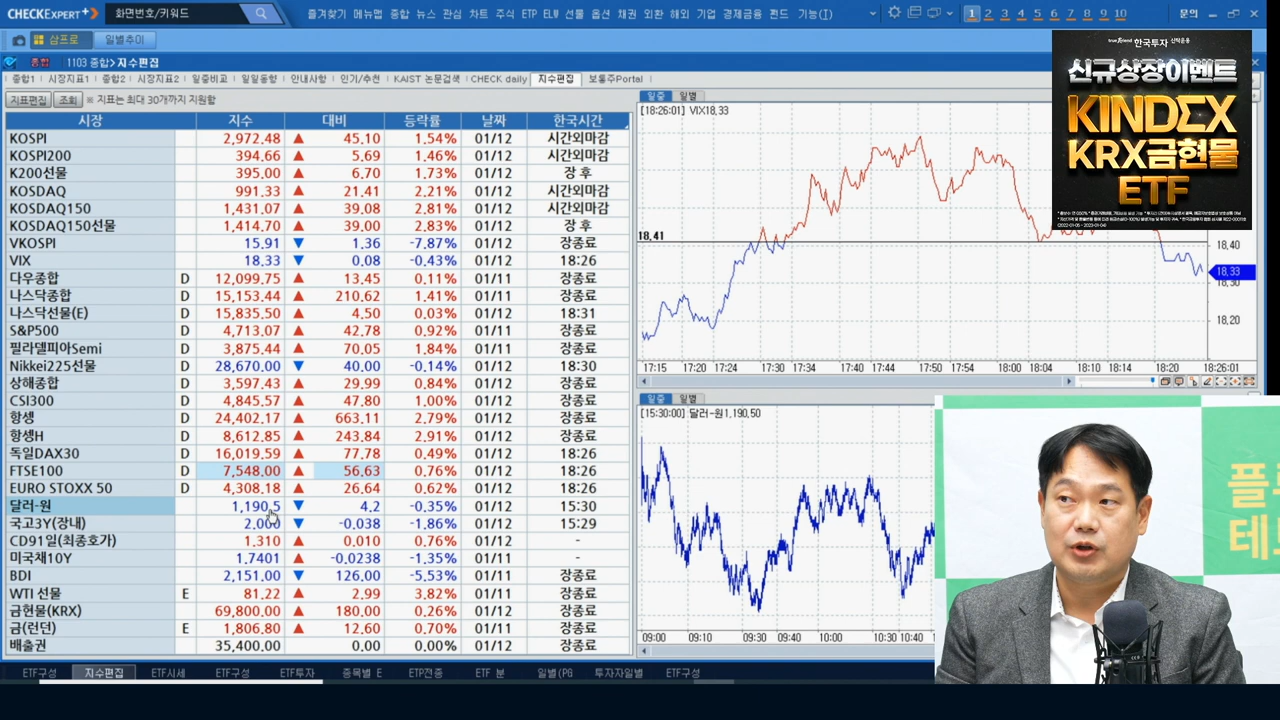 CHECK EXPERT+
화면번호/키워드
즐겨찾기 메뉴맵 종합 뉴스 관심 차트 주식 ETP ELW 선물 옵션 채권 외환 해외 기업 경제금융 펀드 기능(T)
1 2 3 4 5 6 7 8 9 10
문의
삼프로
일별추이
종합 1103 종합>지수편집
종합1 시장지표1 종합2 시장지표2 일중비교 일일동향 안내사항 인기/추천 KAIST 논문검색 CHECK daily 지수편집 보통주Portal
지표편집 조회 ※ 지표는 최대 30개까지 지원함
시장 지수 대비 등락률 날짜 한국시간
KOSPI 2,972.48 ▲ 45.10 1.54% 01/12 시간외마감
KOSPI200 394.66 ▲ 5.69 1.46% 01/12 시간외마감
K200선물 395.00 ▲ 6.70 1.73% 01/12 장 후
KOSDAQ 991.33 ▲ 21.41 2.21% 01/12 시간외마감
KOSDAQ150 1,431.07 ▲ 39.08 2.81% 01/12 시간외마감
KOSDAQ150선물 1,414.70 ▲ 39.00 2.83% 01/12 장 후
VKOSPI 15.91 ▼ 1.36 -7.87% 01/12 장종료
VIX 18.33 ▼ 0.08 -0.43% 01/12 18:26
다우종합 D 12,099.75 ▲ 13.45 0.11% 01/11 장종료
나스닥종합 D 15,153.44 ▲ 210.62 1.41% 01/11 장종료
나스닥선물(E) D 15,835.50 ▲ 4.50 0.03% 01/12 18:31
S&P500 D 4,713.07 ▲ 42.78 0.92% 01/11 장종료
필라델피아Semi D 3,875.44 ▲ 70.05 1.84% 01/11 장종료
Nikkei225선물 D 28,670.00 ▼ 40.00 -0.14% 01/12 18:30
상해종합 D 3,597.43 ▲ 29.99 0.84% 01/12 장종료
CSI300 D 4,845.57 ▲ 47.80 1.00% 01/12 장종료
항셍 D 24,402.17 ▲ 663.11 2.79% 01/12 장종료
항셍H D 8,612.85 ▲ 243.84 2.91% 01/12 장종료
독일DAX30 D 16,019.59 ▲ 77.78 0.49% 01/12 18:26
FTSE100 D 7,548.00 ▲ 56.63 0.76% 01/12 18:26
EURO STOXX 50 D 4,308.18 ▲ 26.64 0.62% 01/12 18:26
달러-원 1,190.5 ▼ 4.2 -0.35% 01/12 15:30
국고3Y(장내) 2.000 ▼ -0.038 -1.86% 01/12 15:29
CD91일(최종호가) 1.310 ▲ 0.010 0.76% 01/12 -
미국채10Y 1.7401 ▲ -0.0238 -1.35% 01/11 -
BDI 2,151.00 ▼ 126.00 -5.53% 01/11 장종료
WTI 선물 E 81.22 ▲ 2.99 3.82% 01/11 장종료
금현물(KRX) 69,800.00 ▲ 180.00 0.26% 01/12 장종료
금(런던) E 1,806.80 ▲ 12.60 0.70% 01/11 장종료
배출권 35,400.00 0.00 0.00% 01/12 장종료
일중 일별
[18:26:01] VIX18.33
18.41
18.40
18.33
18.30
18.20
17:15 17:20 17:24 17:30 17:34 17:40 17:44 17:50 17:54 18:00 18:04 18:10 18:14 18:20 18:26:01
일중 일별
[15:30:00] 달러-원1,190.50
09:00 09:10 09:30 09:40 10:00 10:30 10:40
trueFriend 한국투자 신탁운용
신규상장이벤트
KINDEX
KRX금현물
ETF
플
테
ETF구성 지수편집 ETF시세 ETF구성 ETF투자 종목별 E ETP전종 ETF 분 일별(PG 투자자일별 ETF구성